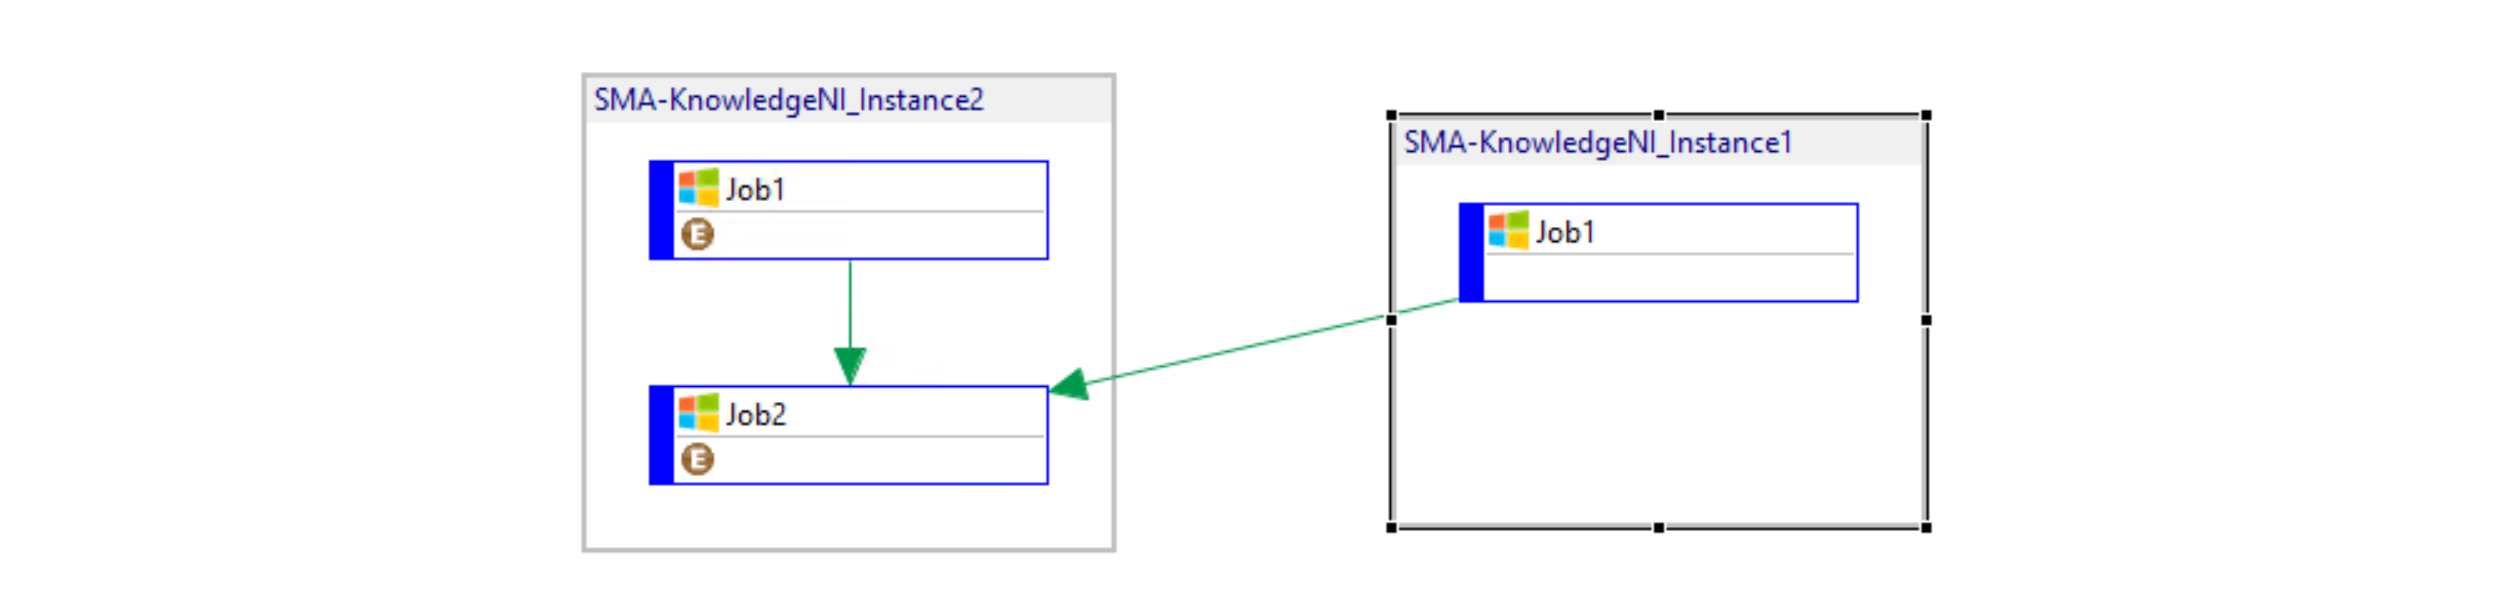 SMA-KnowledgeNI_Instance2
Job1
E
Job2
E
SMA-KnowledgeNI_Instance1
Job1